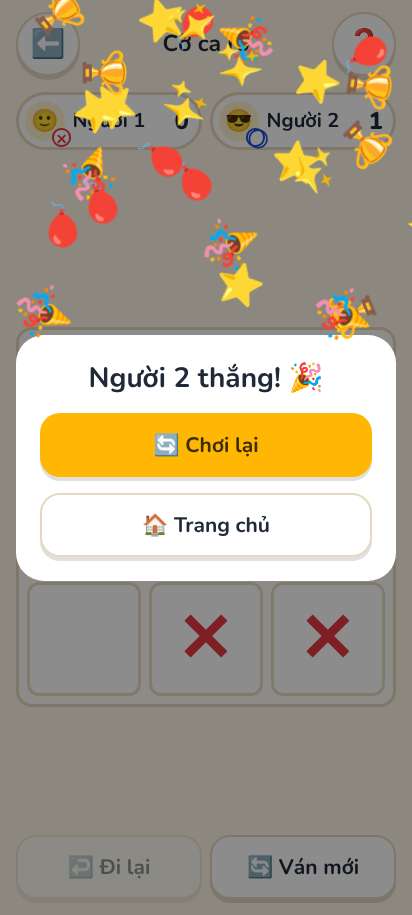 Cờ ca
Người 1
0
Người 2
1
Người 2 thắng!
Chơi lại
Trang chủ
Đi lại
Ván mới